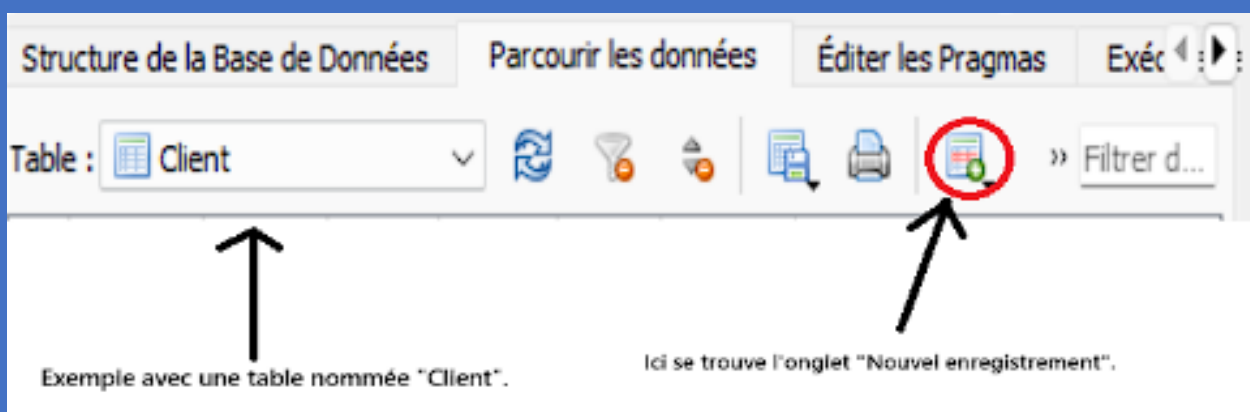 Structure de la Base de Données Parcourir les données Éditer les Pragmas Exéc
Table : Client » Filtrer d...
Exemple avec une table nommée "Client".
Ici se trouve l'onglet "Nouvel enregistrement".